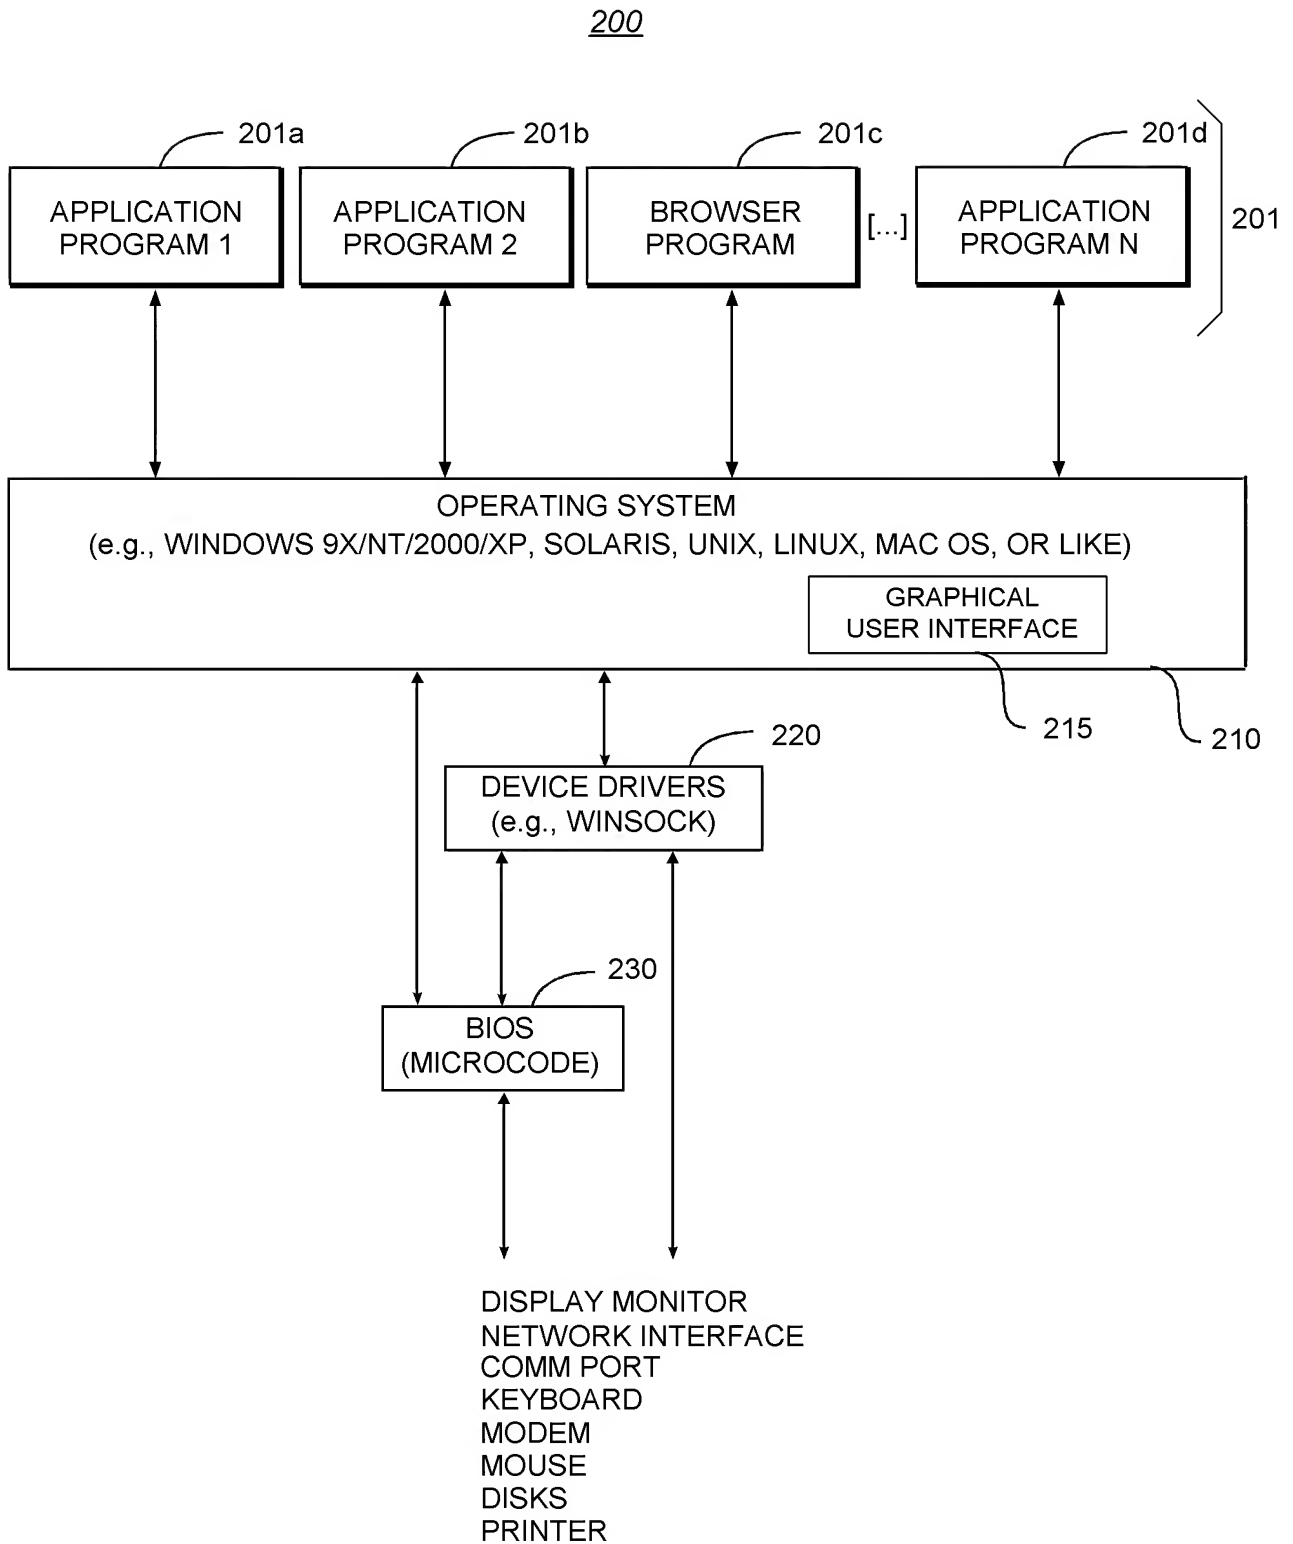 200
201a
201b
201c
201d
APPLICATION
PROGRAM 1
APPLICATION
PROGRAM 2
BROWSER
PROGRAM
[...]
APPLICATION
PROGRAM N
201
OPERATING SYSTEM
(e.g., WINDOWS 9X/NT/2000/XP, SOLARIS, UNIX, LINUX, MAC OS, OR LIKE)
GRAPHICAL
USER INTERFACE
215
210
220
DEVICE DRIVERS
(e.g., WINSOCK)
230
BIOS
(MICROCODE)
DISPLAY MONITOR
NETWORK INTERFACE
COMM PORT
KEYBOARD
MODEM
MOUSE
DISKS
PRINTER